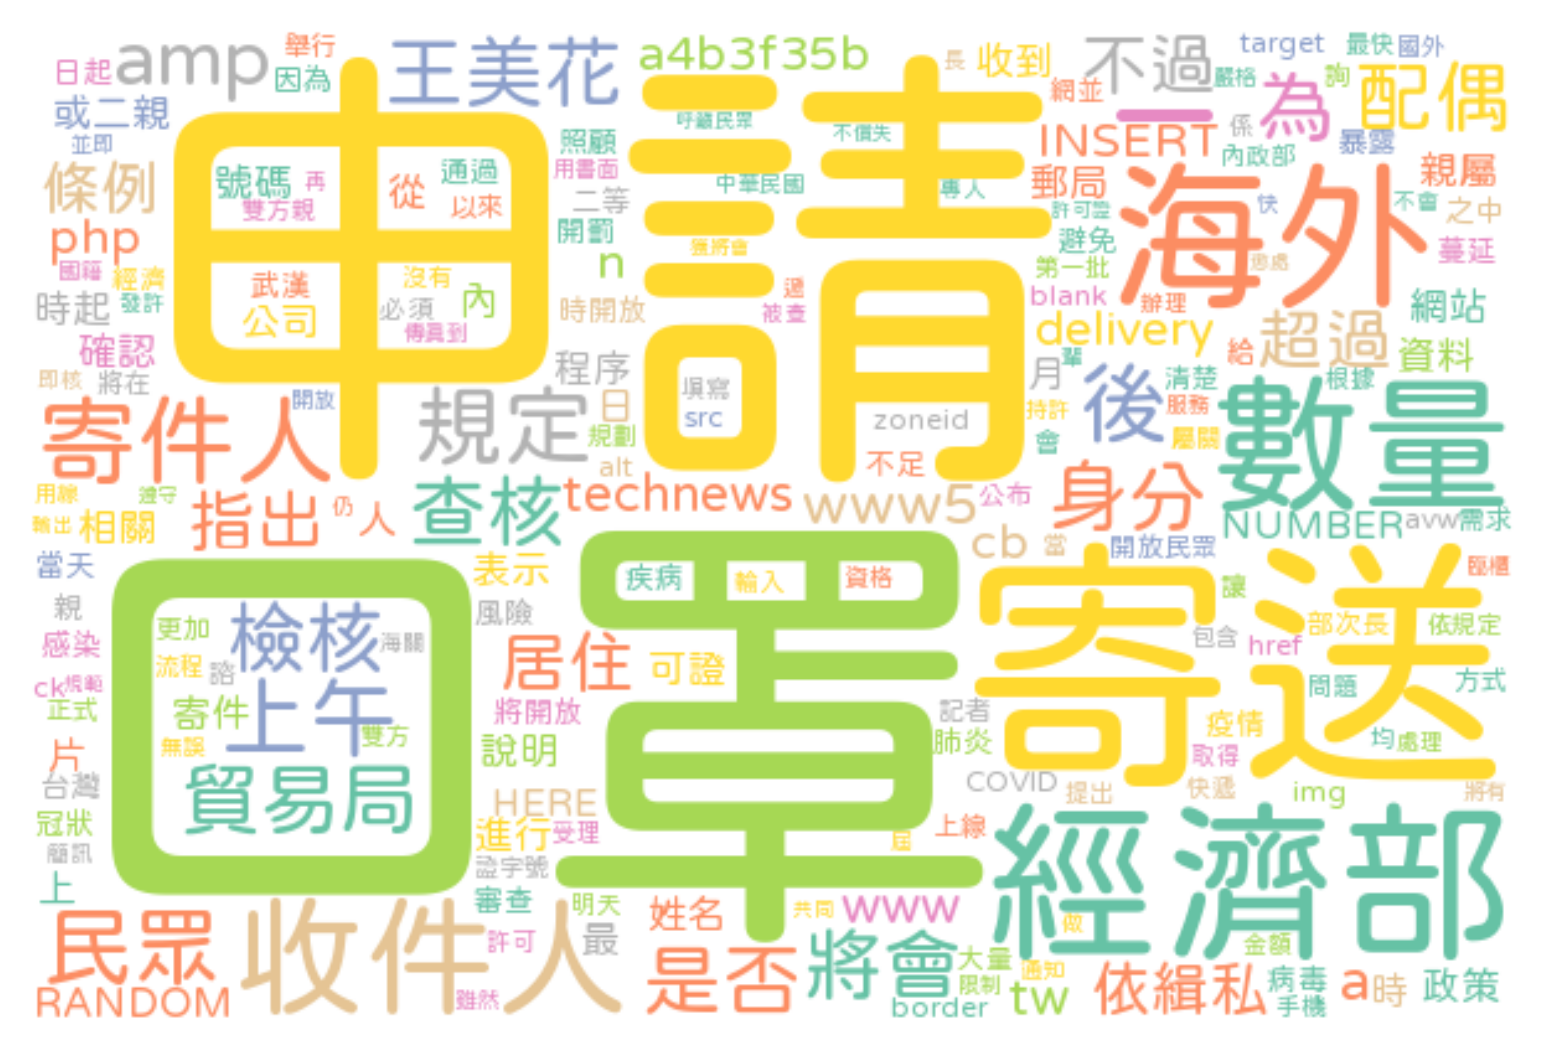 日起
amp
舉行
因為
王美花
a4b3f35b
長
收到
不過
target
最快
國外
或二親
並即
申請
呼籲民眾
不償失
網並
嚴格
一
為
詢
配偶
INSERT
係
內政部
暴露
條例
號碼
再
雙方親
從
通過
以來
照顧
用書面
二等
中華民國
專人
郵局
許可證
海外
快
不會
親屬
之中
php
國籍
經濟
開罰
n
獲將會
避免
第一批
懲處
蔓延
時起
發許
武漢
公司
沒有
必須
內
傳真到
時開放
過
被查
blank
辦理
delivery
超過
網站
確認
即核
將在
開放
程序
填寫
src
zoneid
月
輩
後
清楚
給
根據
資料
寄件人
規定
日
規劃
alt
不足
持許
會
服務
屬關
數量
用線
遵守
輸出
相關
指出
仍
人
查核
technews
www5
公布
身分
NUMBER
avw
需求
當天
口罩
表示
疾病
輸入
資格
cb
當
開放民眾
寄送
讓
臨櫃
親
感染
更加
檢核
海關
風險
包含
href
部次長
依規定
ck
規範
正式
流程
諮
寄件
上午
居住
可證
將開放
記者
問題
方式
片
無誤
雙方
說明
肺炎
疫情
取得
均
處理
台灣
貿易局
HERE
COVID
提出
快遞
img
將有
冠狀
簡訊
進行
受理
屆
上線
經濟部
上
證字號
審查
明天
姓名
共同
www
做
民眾
收件人
許可
最
是否
將會
大量
限制
通知
金額
RANDOM
雖然
border
tw
依緝私
病毒
手機
a
時
政策